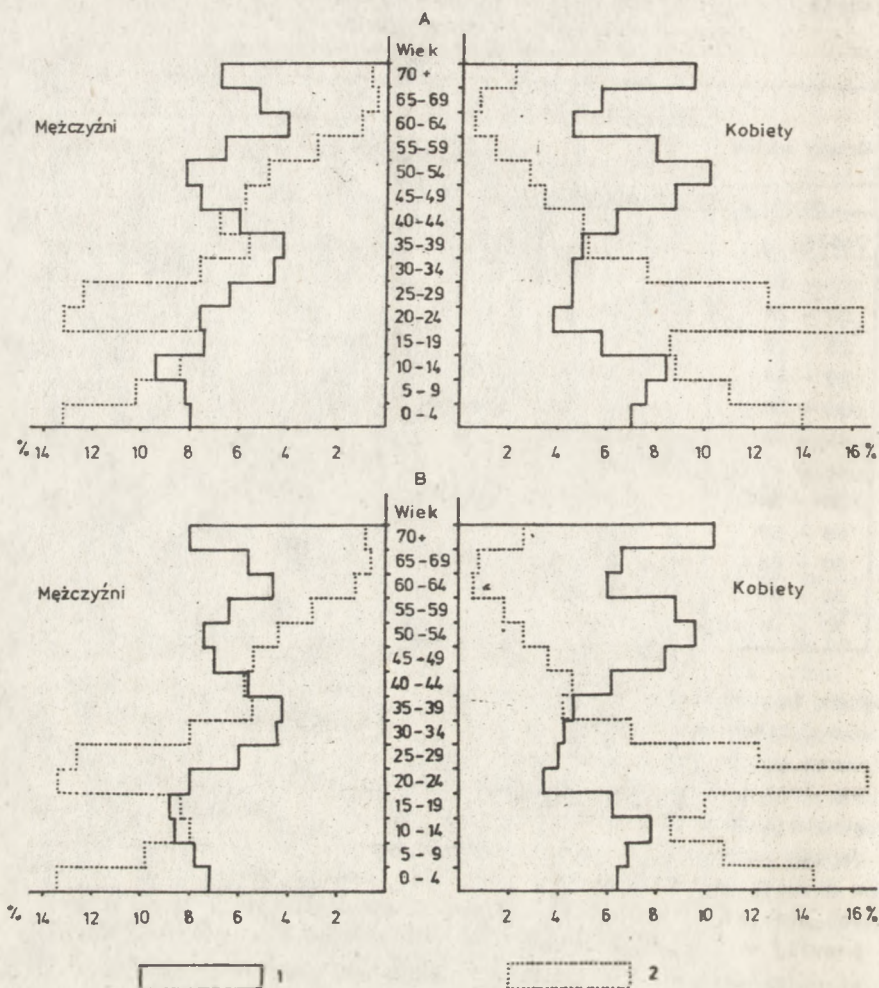 A
Wiek
70 +
65-69
60-64
55-59
50-54
45-49
40-44
35-39
30-34
25-29
20-24
15-19
10-14
5-9
0-4
Mężczyźni
Kobiety
% 14 12 10 8 6 4 2
2 4 6 8 10 12 14 16 %
B
Wiek
70+
65-69
60-64
55-59
50-54
45-49
40-44
35-39
30-34
25-29
20-24
15-19
10-14
5-9
0-4
Mężczyźni
Kobiety
% 14 12 10 8 6 4 2
2 4 6 8 10 12 14 16 %
1
2